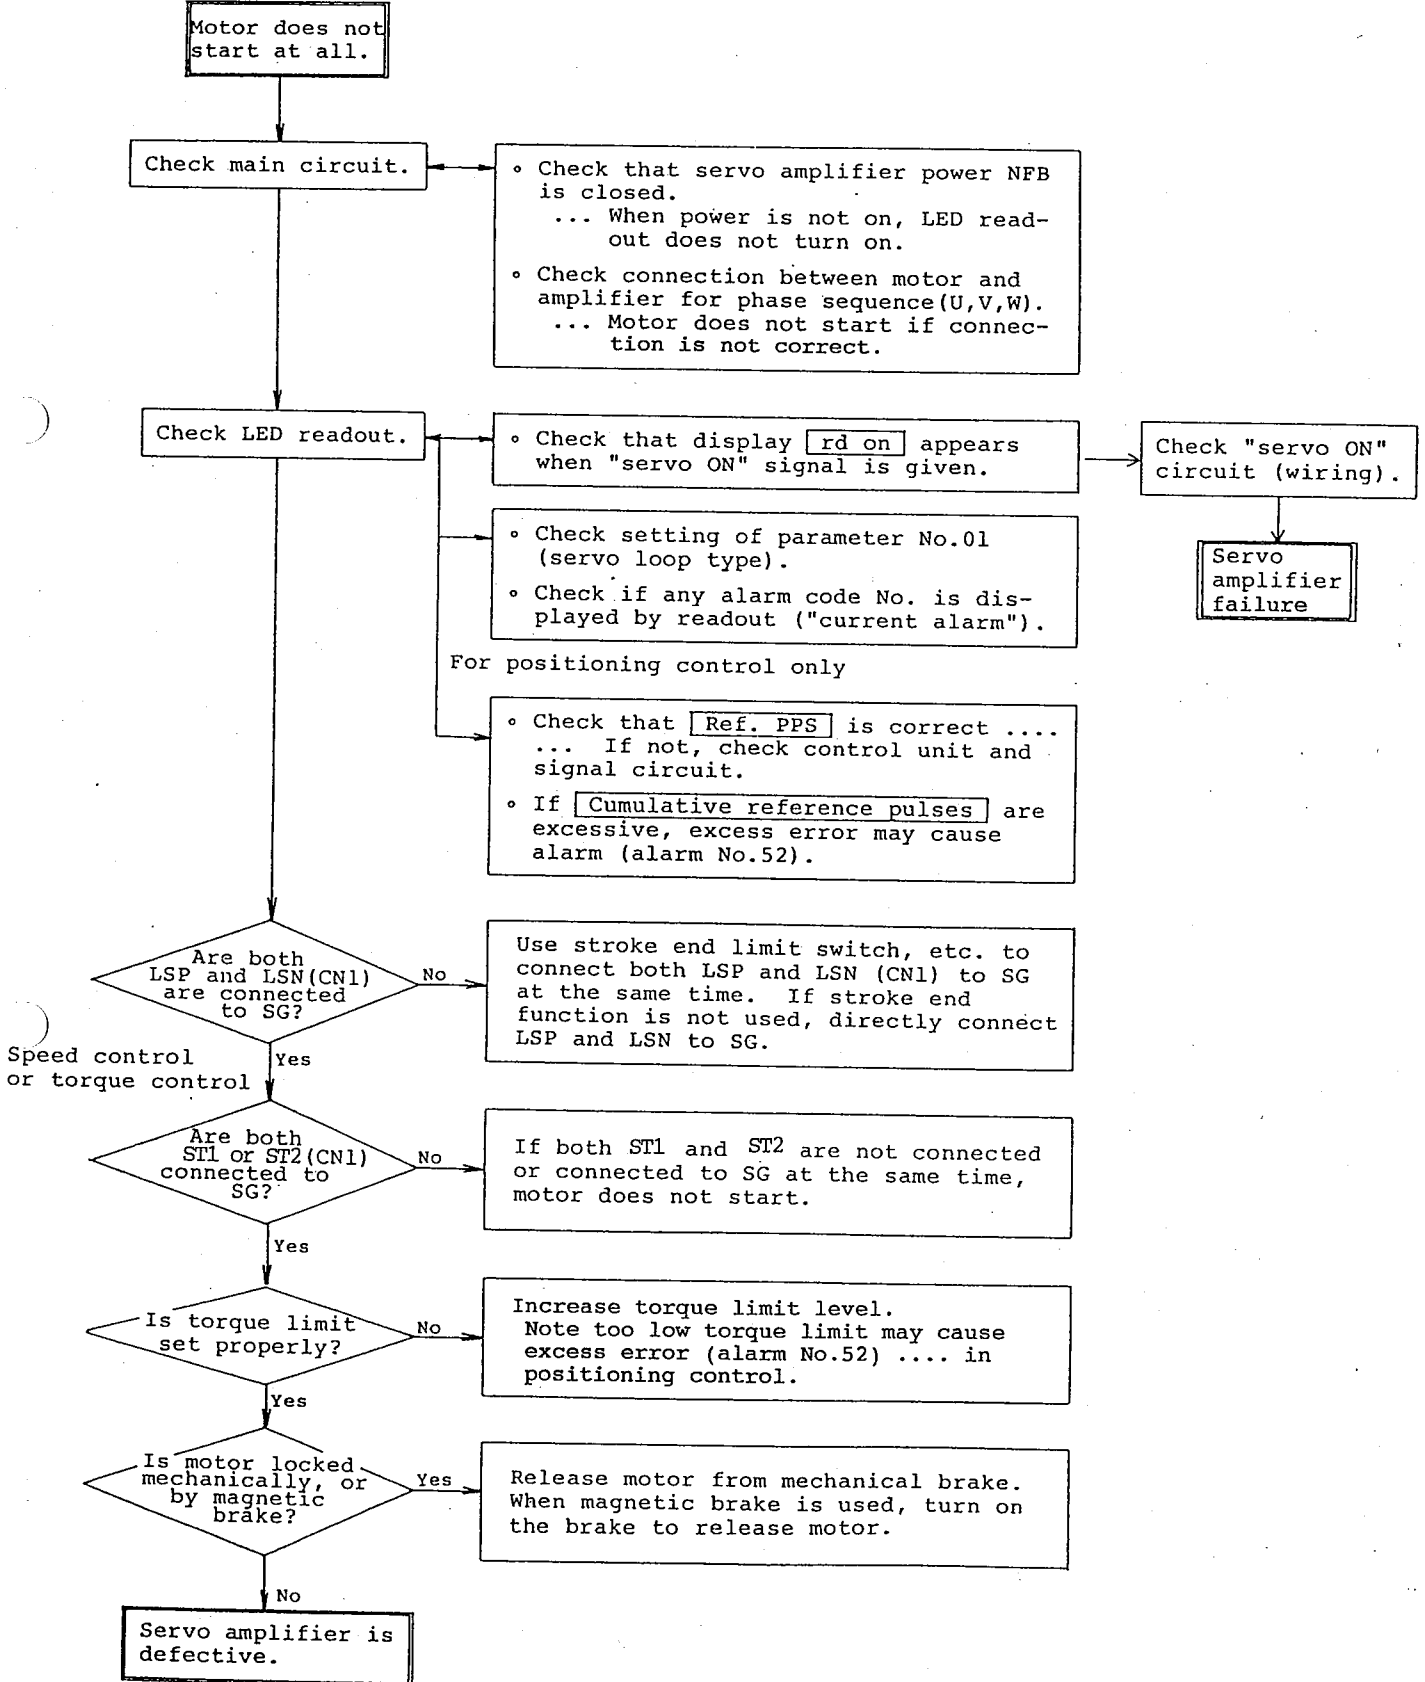 Motor does not
start at all.
Check main circuit.
∘ Check that servo amplifier power NFB
is closed.
... When power is not on, LED read-
out does not turn on.
∘ Check connection between motor and
amplifier for phase sequence(U,V,W).
... Motor does not start if connec-
tion is not correct.
Check LED readout.
∘ Check that display rd on appears
when "servo ON" signal is given.
Check "servo ON"
circuit (wiring).
Servo
amplifier
failure
∘ Check setting of parameter No.01
(servo loop type).
∘ Check if any alarm code No. is dis-
played by readout ("current alarm").
For positioning control only
∘ Check that Ref. PPS is correct ....
... If not, check control unit and
signal circuit.
∘ If Cumulative reference pulses are
excessive, excess error may cause
alarm (alarm No.52).
Are both
LSP and LSN(CN1)
are connected
to SG?
No
Use stroke end limit switch, etc. to
connect both LSP and LSN (CN1) to SG
at the same time. If stroke end
function is not used, directly connect
LSP and LSN to SG.
Yes
Speed control
or torque control
Are both
ST1 or ST2(CN1)
connected to
SG?
No
If both ST1 and ST2 are not connected
or connected to SG at the same time,
motor does not start.
Yes
Is torque limit
set properly?
No
Increase torque limit level.
Note too low torque limit may cause
excess error (alarm No.52) .... in
positioning control.
Yes
Is motor locked
mechanically, or
by magnetic
brake?
Yes
Release motor from mechanical brake.
When magnetic brake is used, turn on
the brake to release motor.
No
Servo amplifier is
defective.